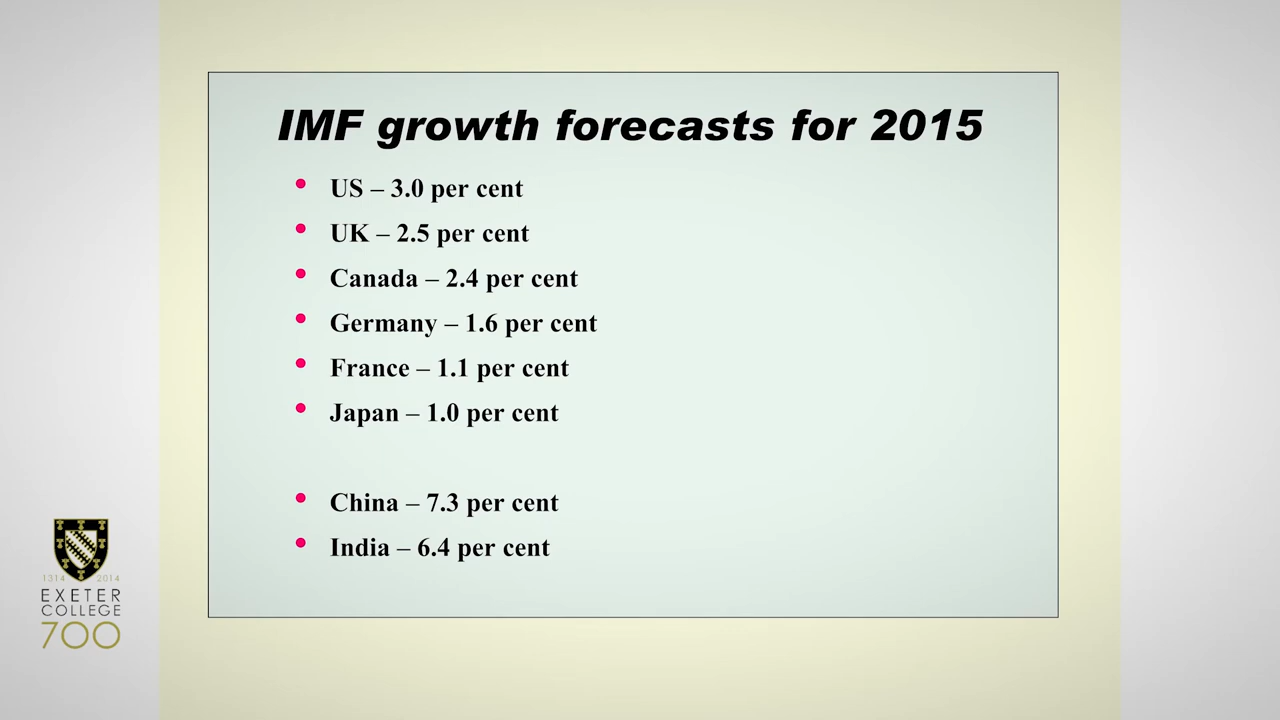 IMF growth forecasts for 2015
• US – 3.0 per cent
• UK – 2.5 per cent
• Canada – 2.4 per cent
• Germany – 1.6 per cent
• France – 1.1 per cent
• Japan – 1.0 per cent
• China – 7.3 per cent
• India – 6.4 per cent
1314 2014
EXETER
COLLEGE
700